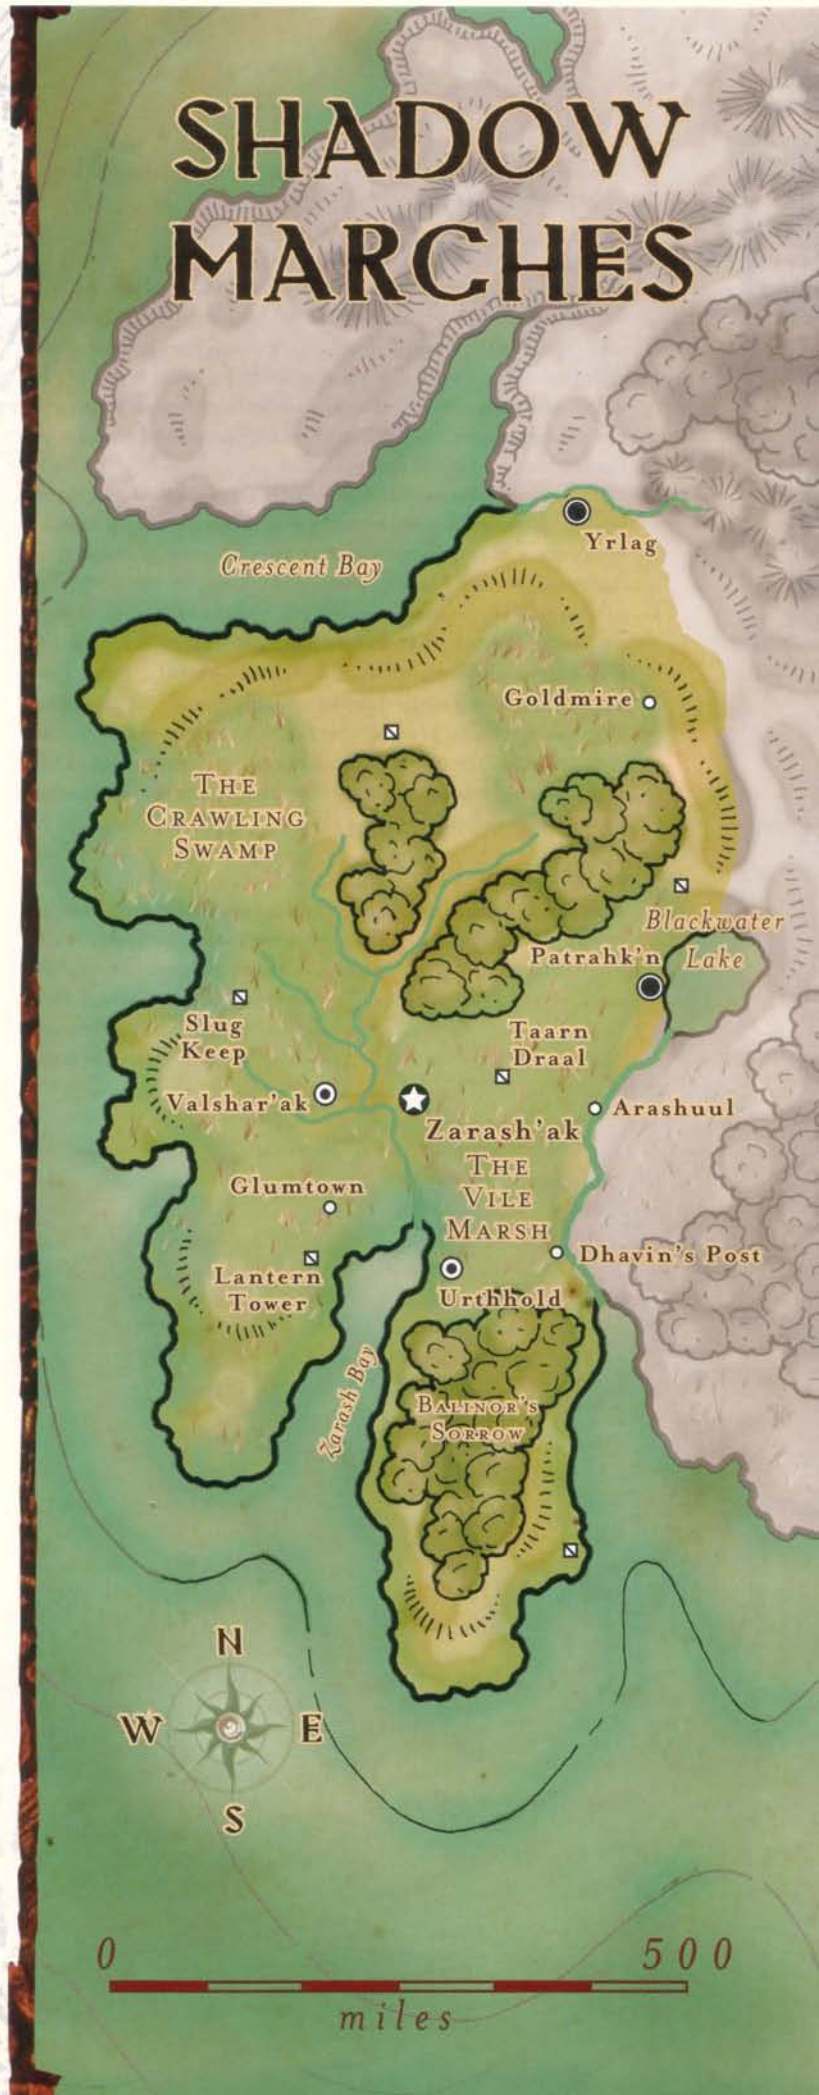 SHADOW
MARCHES
Crescent Bay
Yrlag
Goldmire
THE
CRAWLING
SWAMP
Blackwater
Lake
Patrahk'n
Slug
Keep
Taarn
Draal
Valshar'ak
Zarash'ak
Arashuul
THE
VILE
MARSH
Glumtown
Dhavin's Post
Lantern
Tower
Urthhold
Zarash Bay
BALINOR'S
SORROW
N
W
E
S
0
500
miles